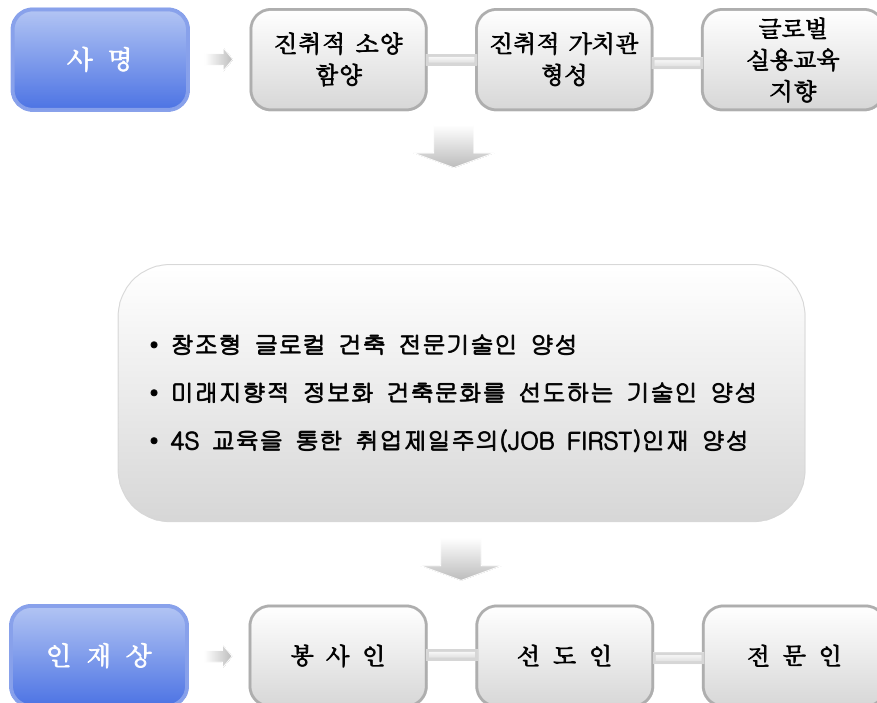 사 명
진취적 소양
함양
진취적 가치관
형성
글로벌
실용교육
지향
• 창조형 글로컬 건축 전문기술인 양성
• 미래지향적 정보화 건축문화를 선도하는 기술인 양성
• 4S 교육을 통한 취업제일주의(JOB FIRST)인재 양성
인 재 상
봉 사 인
선 도 인
전 문 인